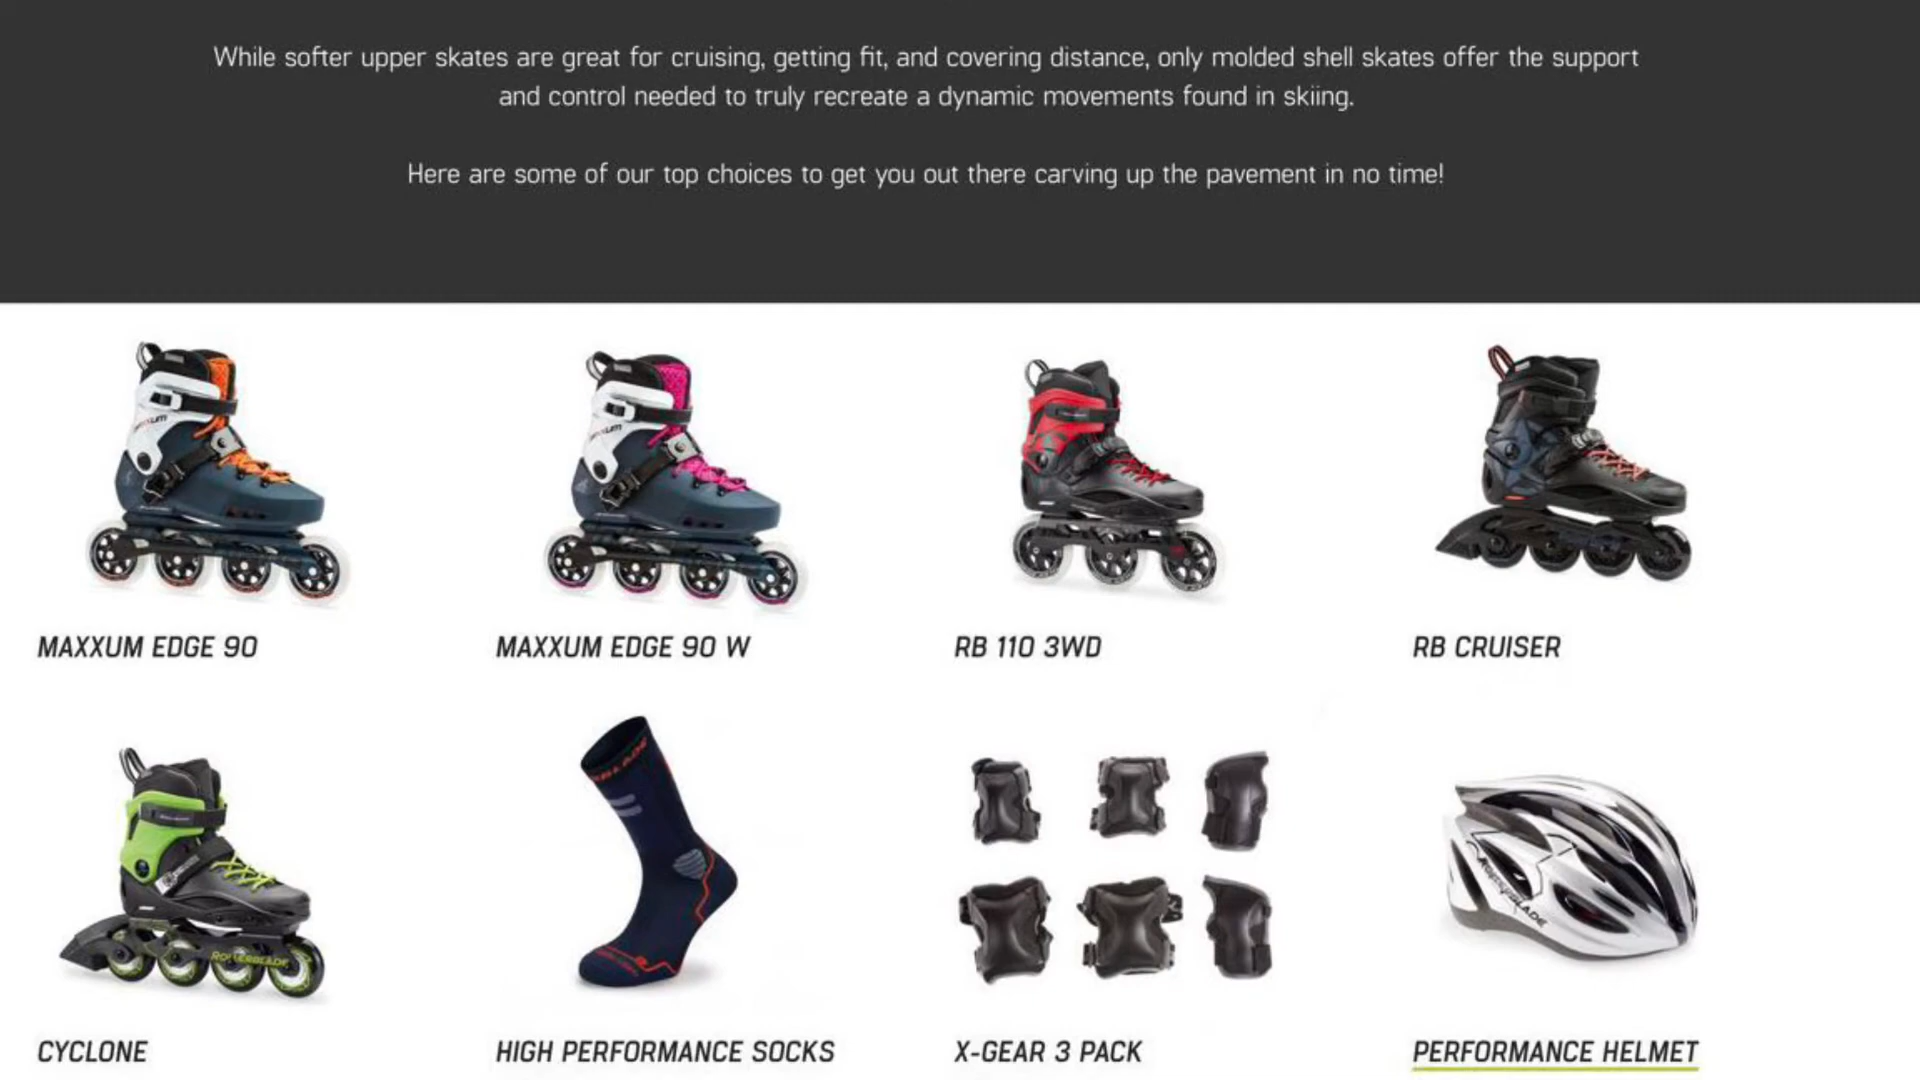 While softer upper skates are great for cruising, getting fit, and covering distance, only molded shell skates offer the support
and control needed to truly recreate a dynamic movements found in skiing.
Here are some of our top choices to get you out there carving up the pavement in no time!
MAXXUM EDGE 90
MAXXUM EDGE 90 W
RB 110 3WD
RB CRUISER
ROLLERBLADE
ROLLERBLADE
CYCLONE
HIGH PERFORMANCE SOCKS
X-GEAR 3 PACK
PERFORMANCE HELMET